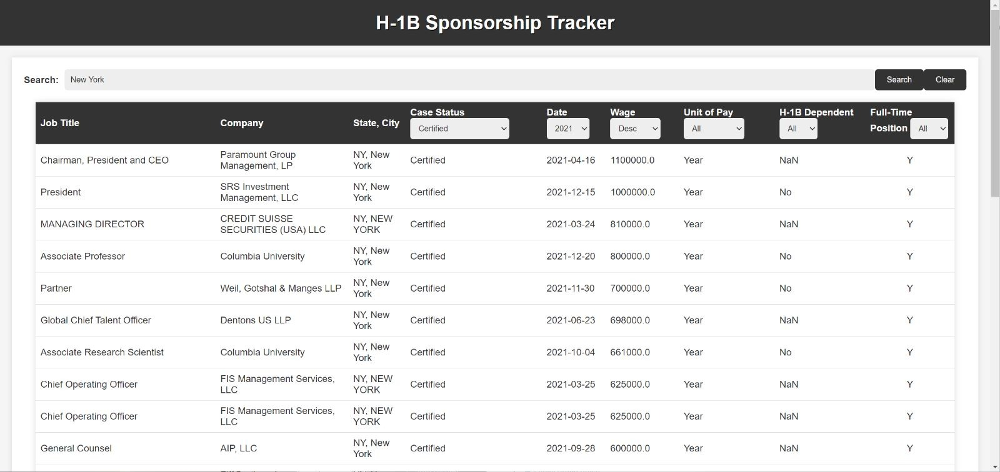 H-1B Sponsorship Tracker
Search: New York Search Clear
Job Title Company State, City Case Status Certified Date 2021 Wage Desc Unit of Pay All H-1B Dependent All Full-Time Position All
Chairman, President and CEO Paramount Group Management, LP NY, New York Certified 2021-04-16 1100000.0 Year NaN Y
President SRS Investment Management, LLC NY, New York Certified 2021-12-15 1000000.0 Year No Y
MANAGING DIRECTOR CREDIT SUISSE SECURITIES (USA) LLC NY, NEW YORK Certified 2021-03-24 810000.0 Year NaN Y
Associate Professor Columbia University NY, New York Certified 2021-12-20 800000.0 Year No Y
Partner Weil, Gotshal & Manges LLP NY, New York Certified 2021-11-30 700000.0 Year No Y
Global Chief Talent Officer Dentons US LLP NY, New York Certified 2021-06-23 698000.0 Year NaN Y
Associate Research Scientist Columbia University NY, New York Certified 2021-10-04 661000.0 Year No Y
Chief Operating Officer FIS Management Services, LLC NY, NEW YORK Certified 2021-03-25 625000.0 Year NaN Y
Chief Operating Officer FIS Management Services, LLC NY, NEW YORK Certified 2021-03-25 625000.0 Year NaN Y
General Counsel AIP, LLC NY, New York Certified 2021-09-28 600000.0 Year NaN Y